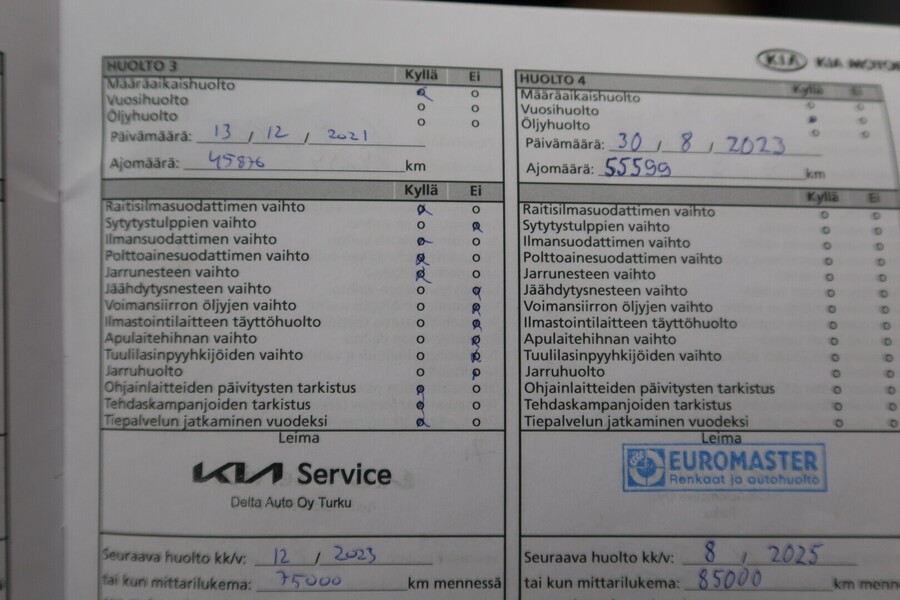 KIA KIA MOTORS
HUOLTO 3 Kyllä Ei
Määräaikaishuolto o
Vuosihuolto o o
Öljyhuolto o o
Päivämäärä: 13 / 12 / 2021
Ajomäärä: 45876 km
Kyllä Ei
Raitisilmasuodattimen vaihto o
Sytytystulppien vaihto o
Ilmansuodattimen vaihto o
Polttoainesuodattimen vaihto o
Jarrunesteen vaihto o
Jäähdytysnesteen vaihto o
Voimansiirron öljyjen vaihto o
Ilmastointilaitteen täyttöhuolto o
Apulaitehihnan vaihto o
Tuulilasinpyyhkijöiden vaihto o
Jarruhuolto o
Ohjainlaitteiden päivitysten tarkistus o
Tehdaskampanjoiden tarkistus o
Tiepalvelun jatkaminen vuodeksi o
Leima
KIA Service
Delta Auto Oy Turku
Seuraava huolto kk/v: 12 / 2023
tai kun mittarilukema: 75000 km mennessä
HUOLTO 4 Kyllä Ei
Määräaikaishuolto o o
Vuosihuolto o
Öljyhuolto o o
Päivämäärä: 30 / 8 / 2023
Ajomäärä: 55599 km
Kyllä Ei
Raitisilmasuodattimen vaihto o o
Sytytystulppien vaihto o o
Ilmansuodattimen vaihto o o
Polttoainesuodattimen vaihto o o
Jarrunesteen vaihto o o
Jäähdytysnesteen vaihto o o
Voimansiirron öljyjen vaihto o o
Ilmastointilaitteen täyttöhuolto o o
Apulaitehihnan vaihto o o
Tuulilasinpyyhkijöiden vaihto o o
Jarruhuolto o o
Ohjainlaitteiden päivitysten tarkistus o o
Tehdaskampanjoiden tarkistus o o
Tiepalvelun jatkaminen vuodeksi o o
Leima
EUROMASTER
Renkaat ja autohuolto
Seuraava huolto kk/v: 8 / 2025
tai kun mittarilukema: 85000 km menness